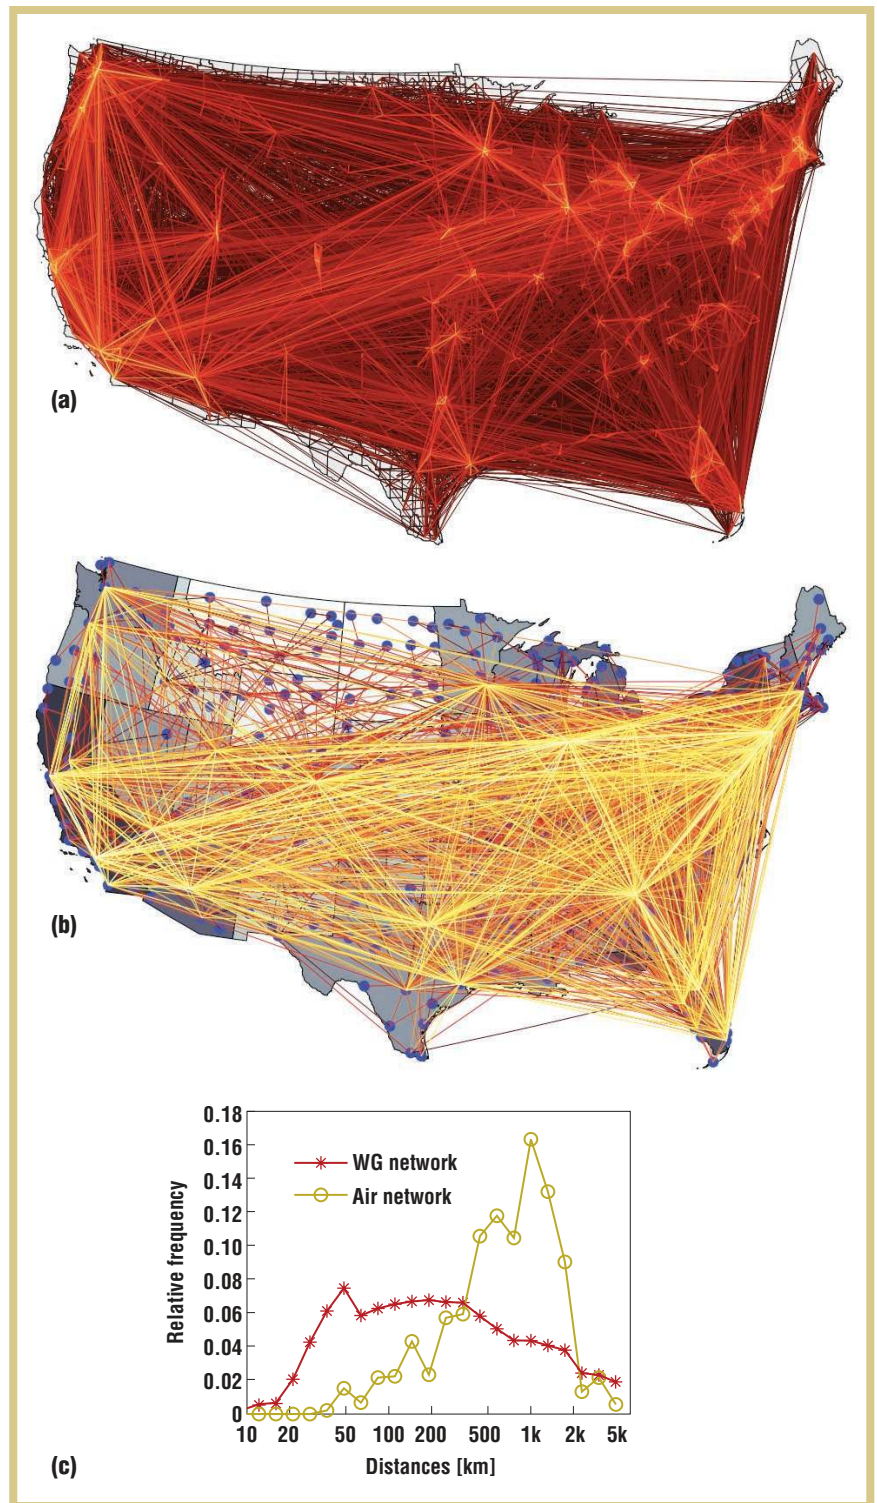 (a)
(b)
0.18
0.16
0.14
0.12
0.10
0.08
0.06
0.04
0.02
0
Relative frequency
WG network
Air network
10 20 50 100 200 500 1k 2k 5k
Distances [km]
(c)